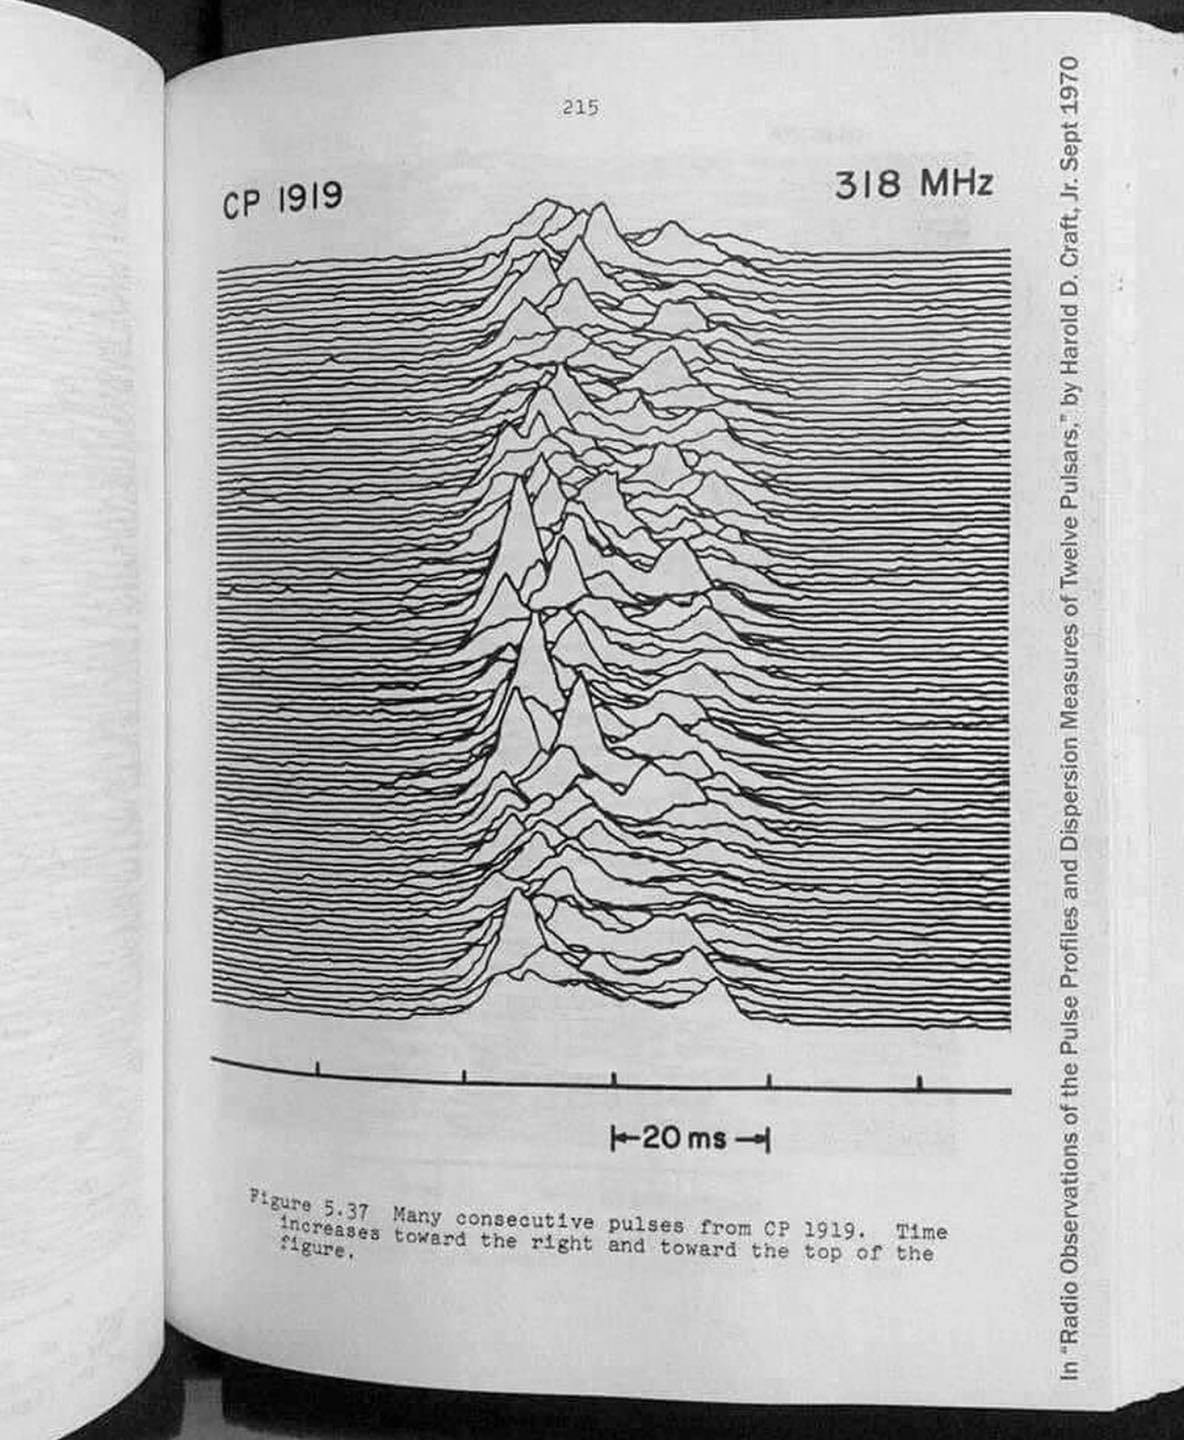 215
CP 1919
318 MHz
20 ms
Figure 5.37 Many consecutive pulses from CP 1919. Time
increases toward the right and toward the top of the
figure.
In "Radio Observations of the Pulse Profiles and Dispersion Measures of Twelve Pulsars," by Harold D. Craft, Jr. Sept 1970